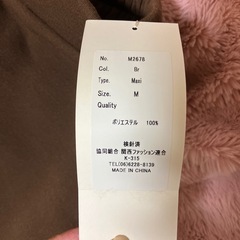 No. M2678
Col. Br
Type. Maxi
Size. M
Quality
ポリエステル 100%
検針済
協同組合 関西ファッション連合
K-315
TEL(06)6228-8139
MADE IN CHINA